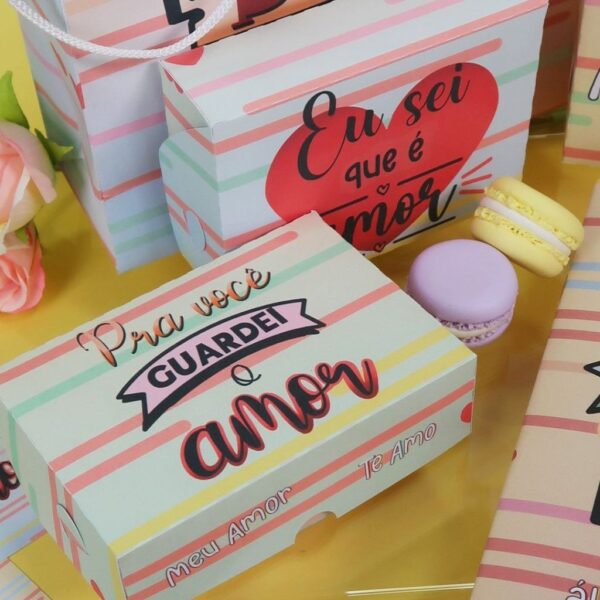 Eu sei
que é
amor
Pra você
GUARDEI
O
amor
Meu Amor
Te Amo